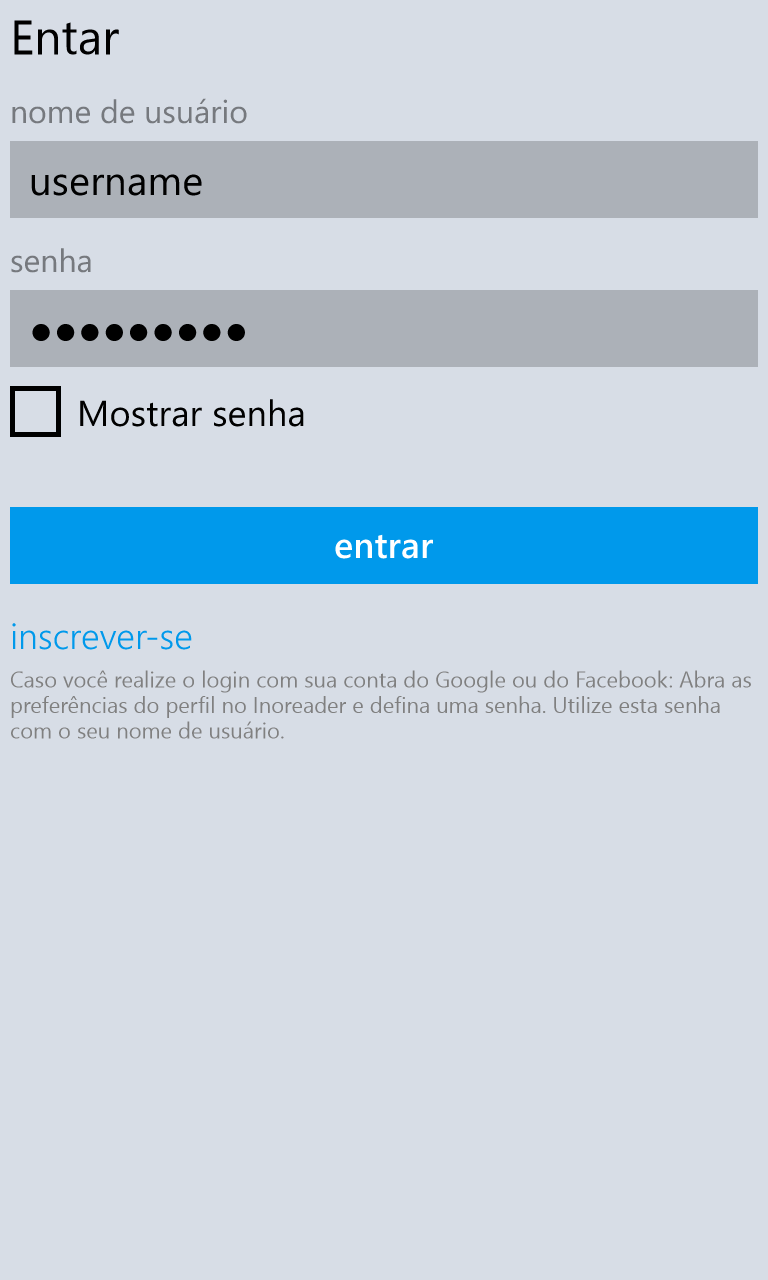 Entar
nome de usuário
username
senha
●●●●●●●●●
Mostrar senha
entrar
inscrever-se
Caso você realize o login com sua conta do Google ou do Facebook: Abra as
preferências do perfil no Inoreader e defina uma senha. Utilize esta senha
com o seu nome de usuário.